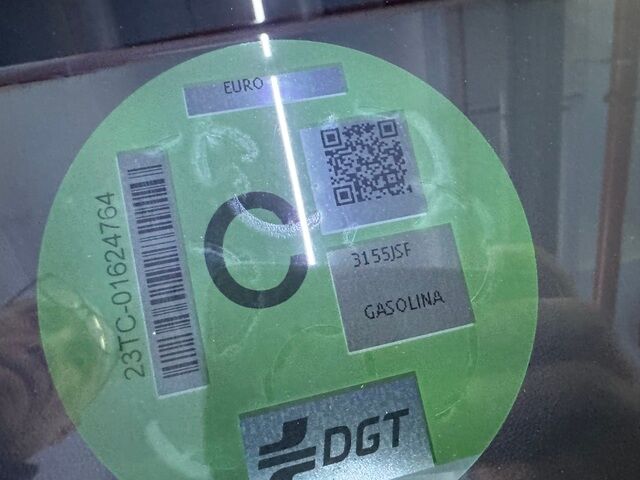 EURO
23TC-01624764
C
3155JSF
GASOLINA
DGT